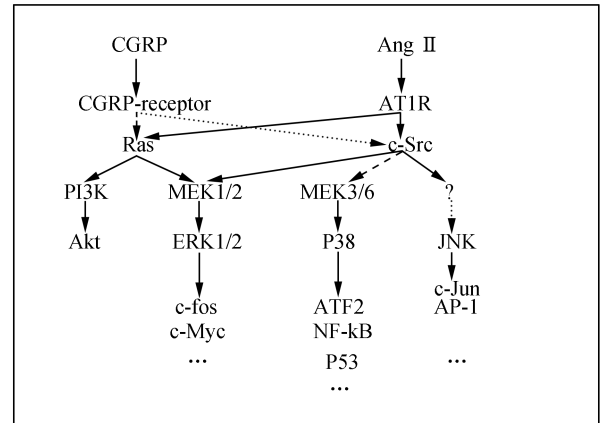 CGRP Ang II
CGRP-receptor AT1R
Ras c-Src
PI3K MEK1/2 MEK3/6 ?
Akt ERK1/2 P38 JNK
c-fos ATF2 c-Jun
c-Myc NF-kB AP-1
... P53 ...
...